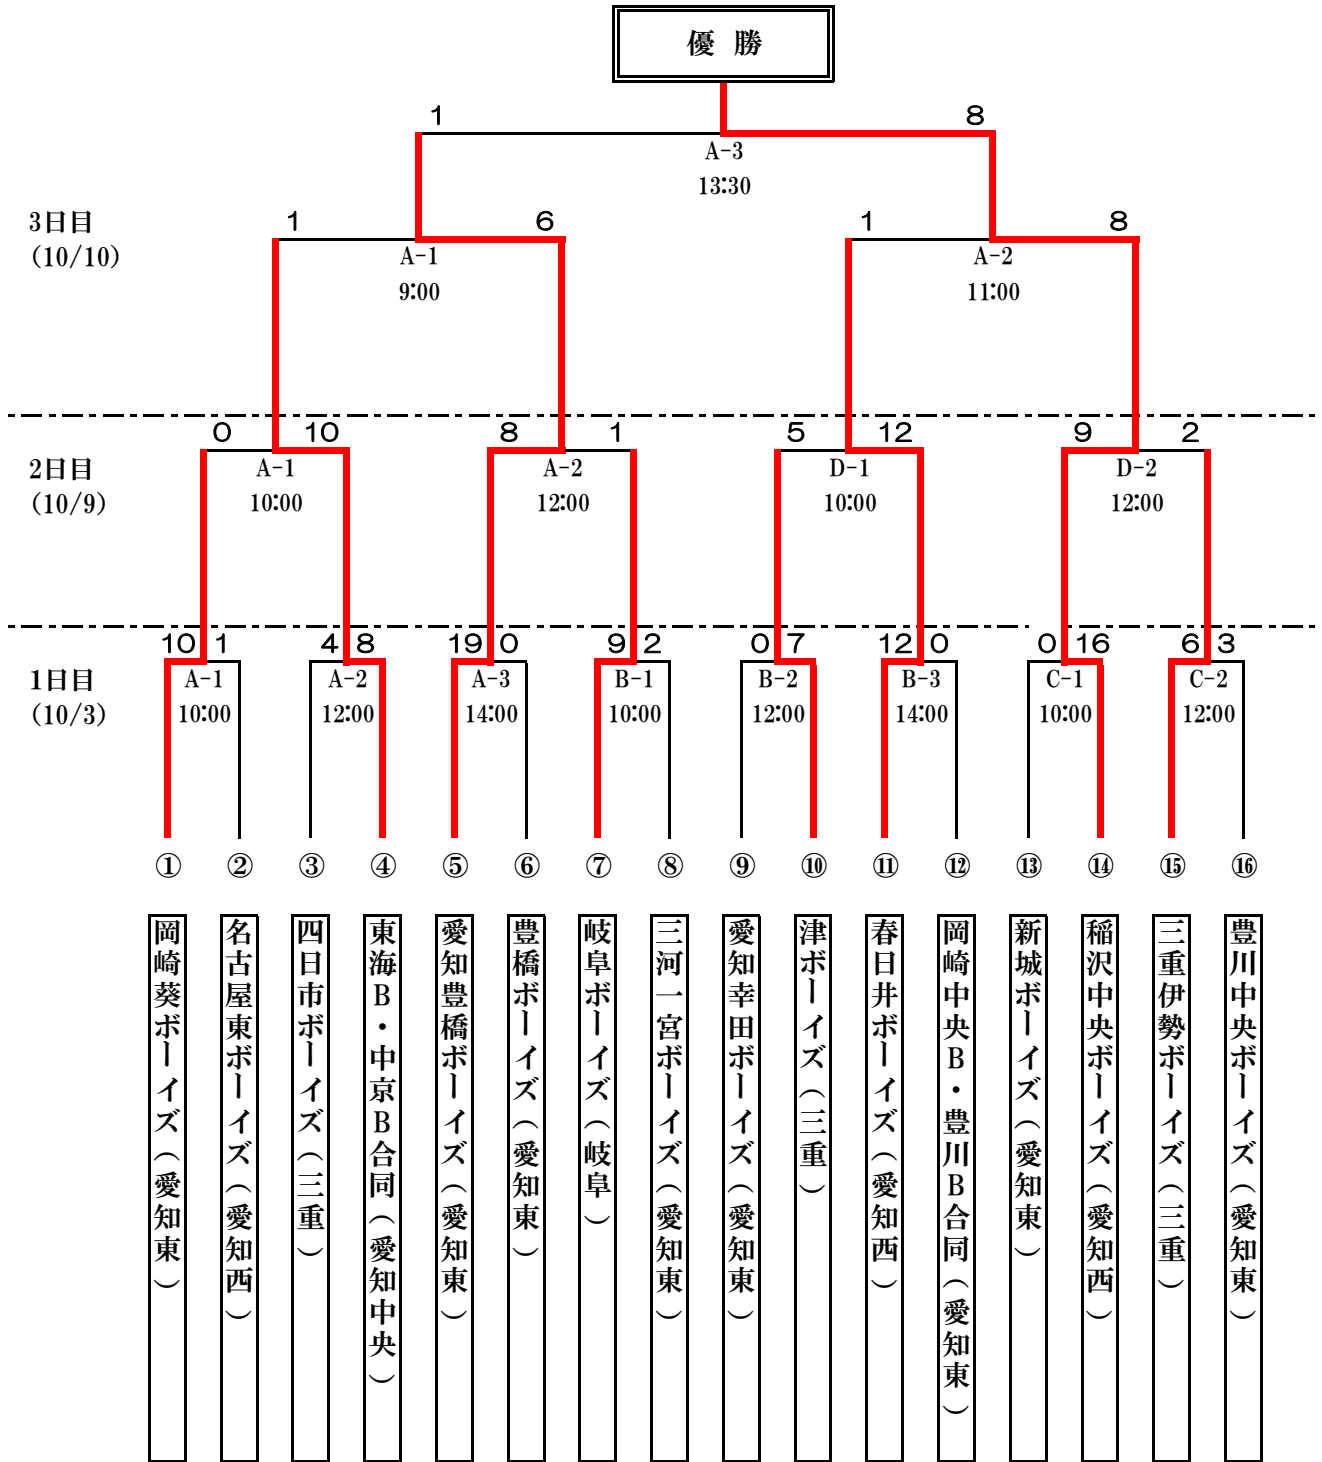 優 勝
1 8
A-3
13:30
3日目
(10/10)
1 6 1 8
A-1 A-2
9:00 11:00
0 10 8 1 5 12 9 2
2日目
(10/9)
A-1 A-2 D-1 D-2
10:00 12:00 10:00 12:00
10 1 4 8 19 0 9 2 0 7 12 0 0 16 6 3
1日目
(10/3)
A-1 A-2 A-3 B-1 B-2 B-3 C-1 C-2
10:00 12:00 14:00 10:00 12:00 14:00 10:00 12:00
① ② ③ ④ ⑤ ⑥ ⑦ ⑧ ⑨ ⑩ ⑪ ⑫ ⑬ ⑭ ⑮ ⑯
岡崎葵ボーイズ(愛知東)
名古屋東ボーイズ(愛知西)
四日市ボーイズ(三重)
東海B・中京B合同(愛知中央)
愛知豊橋ボーイズ(愛知東)
豊橋ボーイズ(愛知東)
岐阜ボーイズ(岐阜)
三河一宮ボーイズ(愛知東)
愛知幸田ボーイズ(愛知東)
津ボーイズ(三重)
春日井ボーイズ(愛知西)
岡崎中央B・豊川B合同(愛知東)
新城ボーイズ(愛知東)
稲沢中央ボーイズ(愛知西)
三重伊勢ボーイズ(三重)
豊川中央ボーイズ(愛知東)